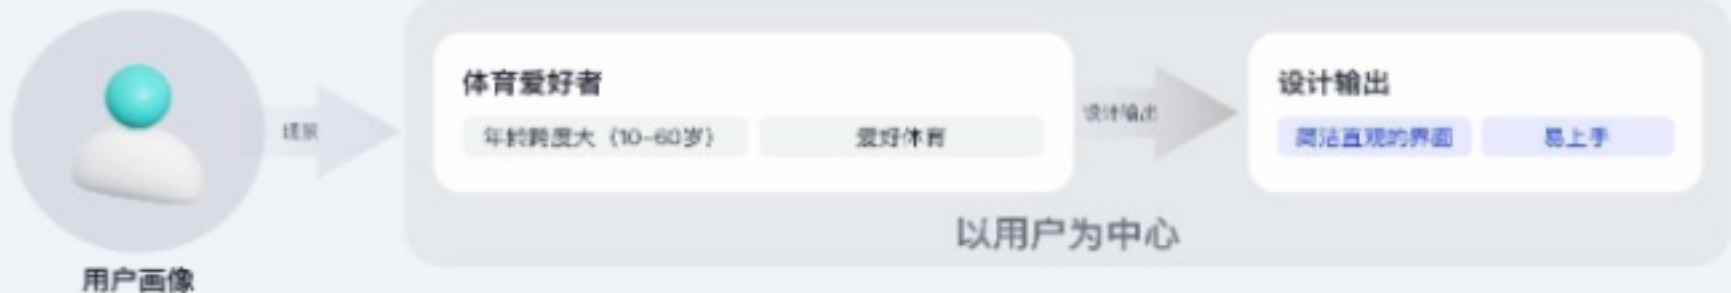 用户画像
场景
体育爱好者
年龄跨度大（10-60岁）
爱好体育
设计输出
设计输出
简洁直观的界面
易上手
以用户为中心